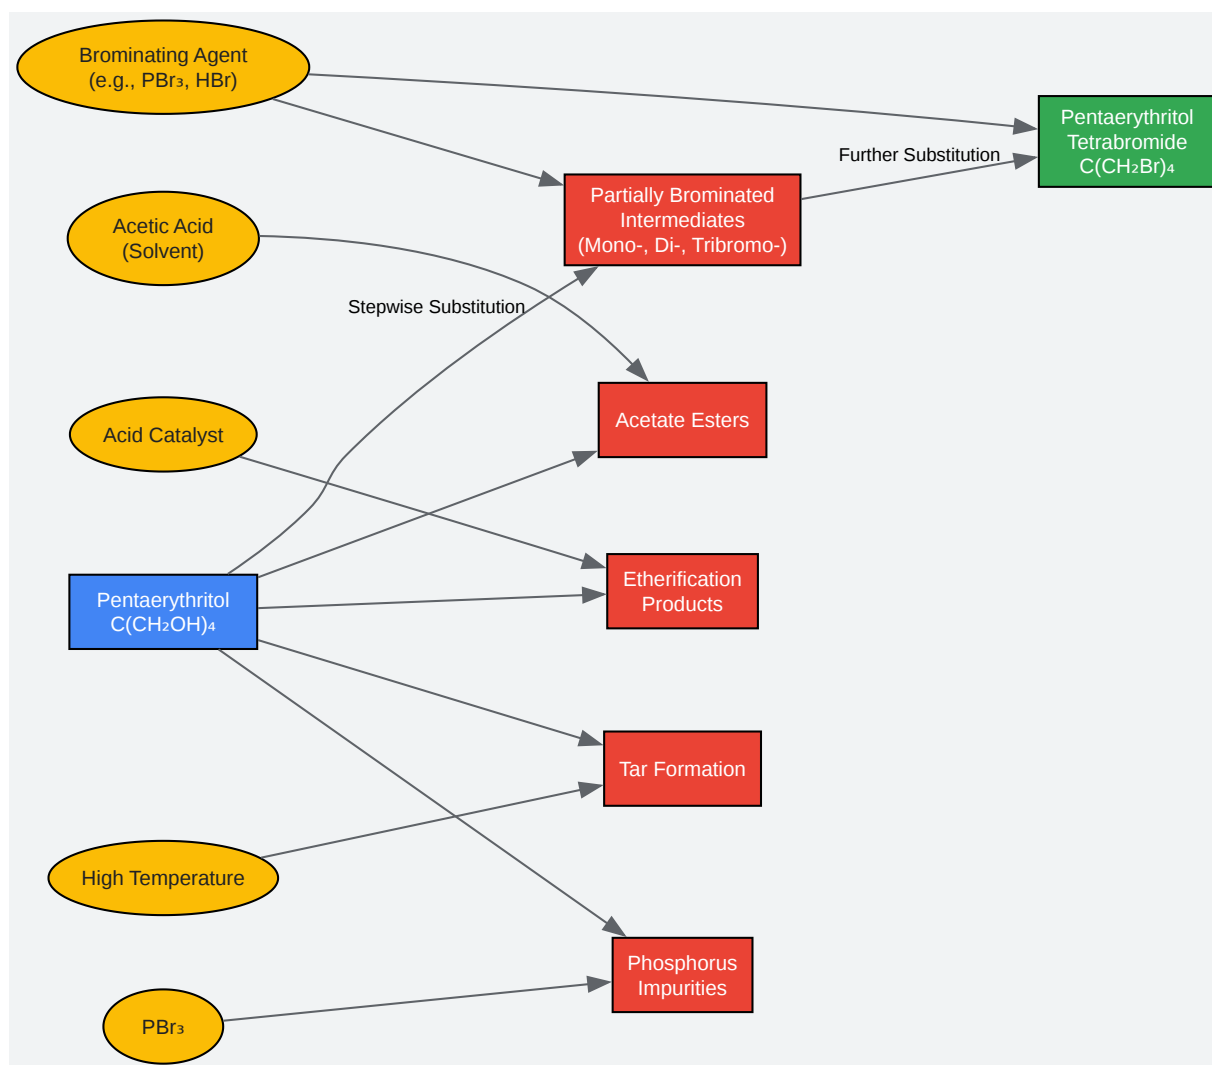 Brominating Agent
(e.g., PBr₃, HBr)
Pentaerythritol
Tetrabromide
C(CH₂Br)₄
Further Substitution
Partially Brominated
Intermediates
(Mono-, Di-, Tribromo-)
Acetic Acid
(Solvent)
Stepwise Substitution
Acetate Esters
Acid Catalyst
Etherification
Products
Pentaerythritol
C(CH₂OH)₄
Tar Formation
High Temperature
Phosphorus
Impurities
PBr₃